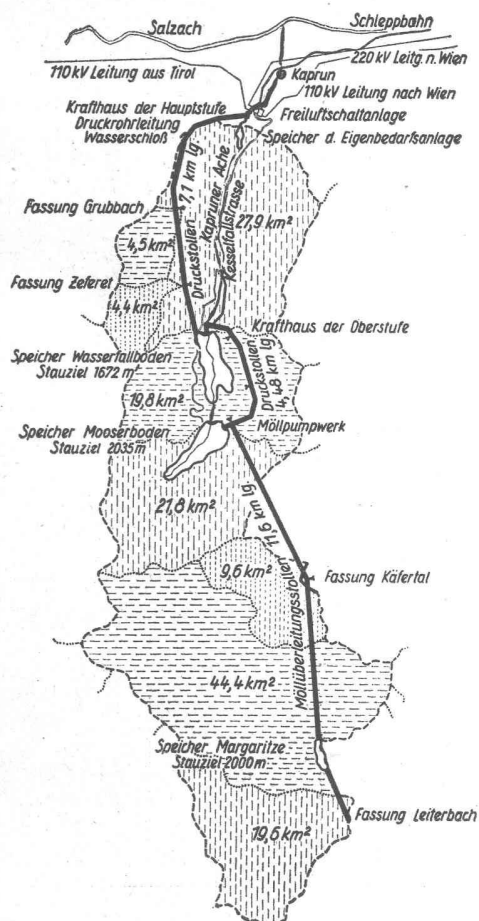 Salzach
Schleppbahn
220 kV Leitg. n. Wien
110 kV Leitung aus Tirol
Kaprun
110 kV Leitung nach Wien
Krafthaus der Hauptstufe
Druckrohrleitung
Wasserschloß
Freiluftschaltanlage
Speicher d. Eigenbedarfsanlage
Druckstollen 7,1 km lg.
Kapruner Ache
Kesselfallstrasse
27,9 km²
Fassung Grubbach
4,5 km²
Fassung Zeferet
4,4 km²
Krafthaus der Oberstufe
Speicher Wasserfallboden
Stauziel 1672 m
Druckstollen
4,48 km lg.
19,8 km²
Speicher Mooserboden
Stauziel 2035 m
Möllpumpwerk
21,8 km²
Möllüberleitungsstollen 11,6 km lg.
9,6 km²
Fassung Käfertal
44,4 km²
Speicher Margaritze
Stauziel 2000 m
Fassung Leiterbach
19,6 km²